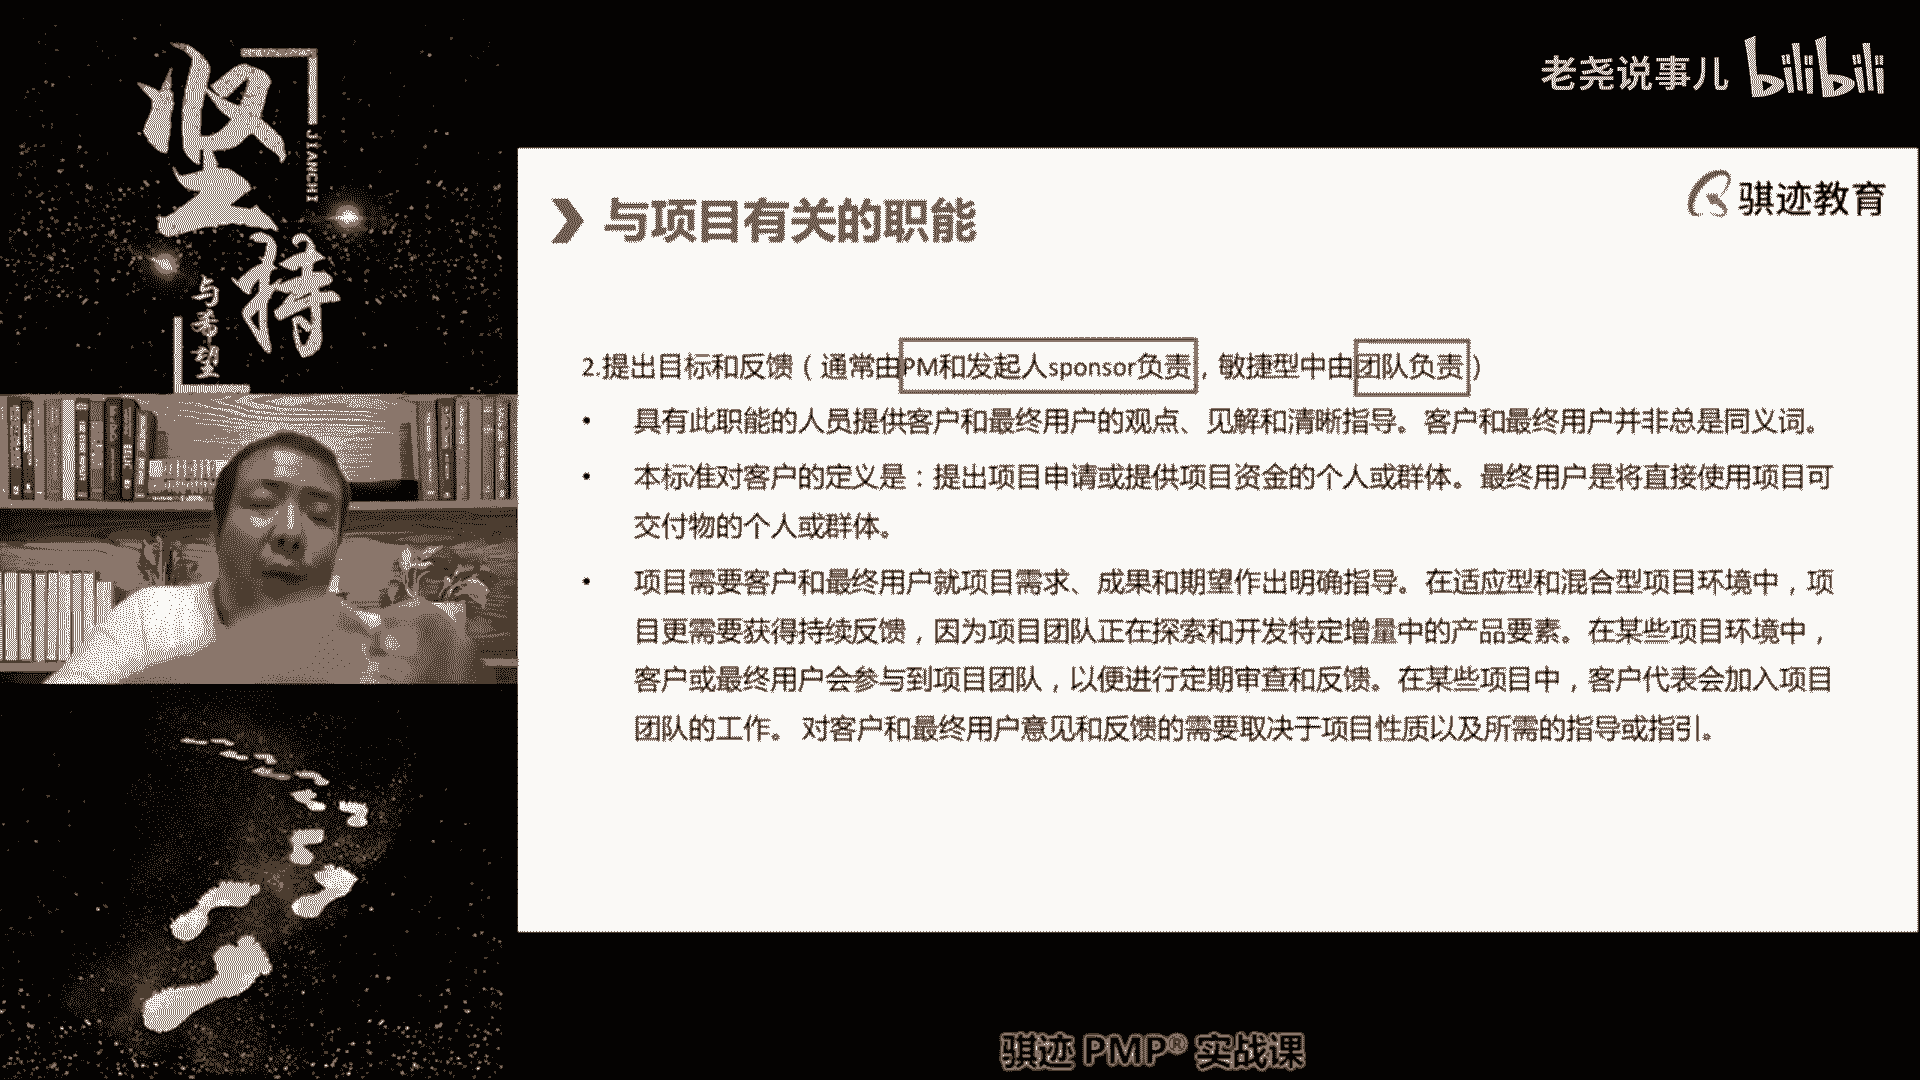 坚持
JIANCHI
与希望
老尧说事儿 bilibili
骐迹教育
与项目有关的职能
2.提出目标和反馈（通常由PM和发起人sponsor负责，敏捷型中由团队负责）
• 具有此职能的人员提供客户和最终用户的观点、见解和清晰指导。客户和最终用户并非总是同义词。
• 本标准对客户的定义是：提出项目申请或提供项目资金的个人或群体。最终用户是将直接使用项目可
交付物的个人或群体。
• 项目需要客户和最终用户就项目需求、成果和期望作出明确指导。在适应型和混合型项目环境中，项
目更需要获得持续反馈，因为项目团队正在探索和开发特定增量中的产品要素。在某些项目环境中，
客户或最终用户会参与到项目团队，以便进行定期审查和反馈。在某些项目中，客户代表会加入项目
团队的工作。 对客户和最终用户意见和反馈的需要取决于项目性质以及所需的指导或指引。
骐迹 PMP® 实战课